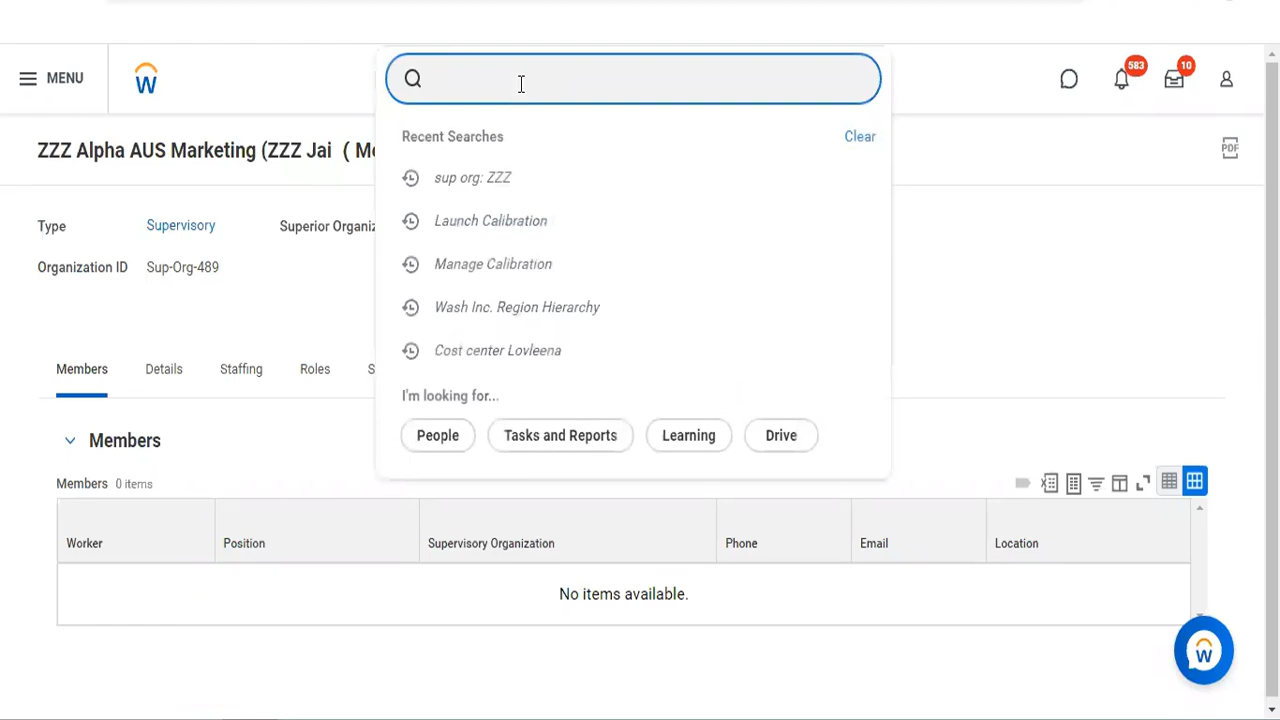 MENU
583
10
ZZZ Alpha AUS Marketing (ZZZ Jai ( Me
PDF
Recent Searches
Clear
sup org: ZZZ
Launch Calibration
Manage Calibration
Wash Inc. Region Hierarchy
Cost center Lovleena
I'm looking for...
People
Tasks and Reports
Learning
Drive
Type
Supervisory
Superior Organiz
Organization ID
Sup-Org-489
Members
Details
Staffing
Roles
S
Members
Members 0 items
Worker
Position
Supervisory Organization
Phone
Email
Location
No items available.